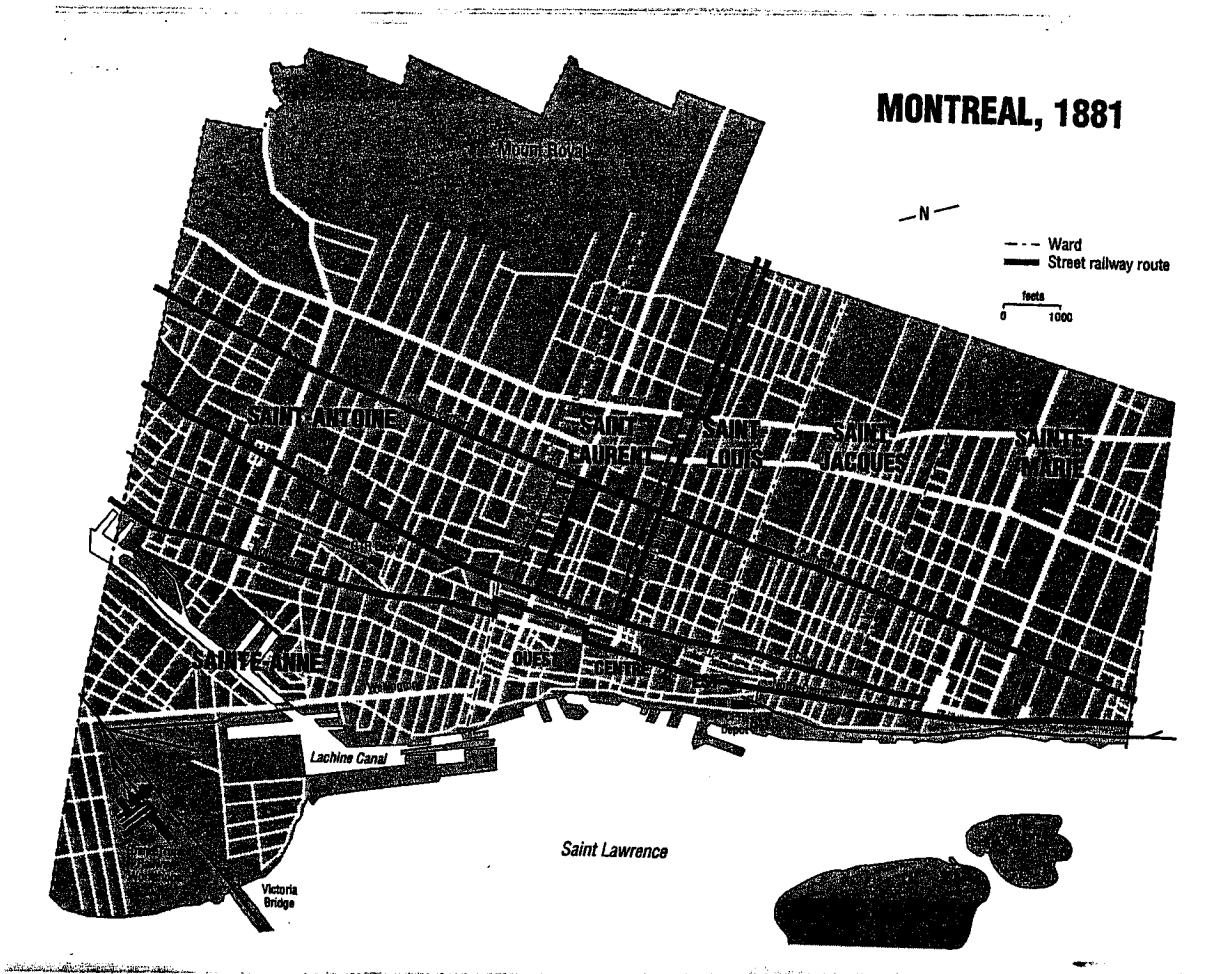 MONTREAL, 1881
Mount Royal
N
Ward
Street railway route
feets
0 1000
SAINT-ANTOINE
SAINT-
LAURENT
SAINT-
LOUIS
SAINT-
JACQUES
SAINTE-
MARIE
SAINTE-ANNE
OUEST
CENTRE
EST
Depot
Lachine Canal
Saint Lawrence
Victoria
Bridge